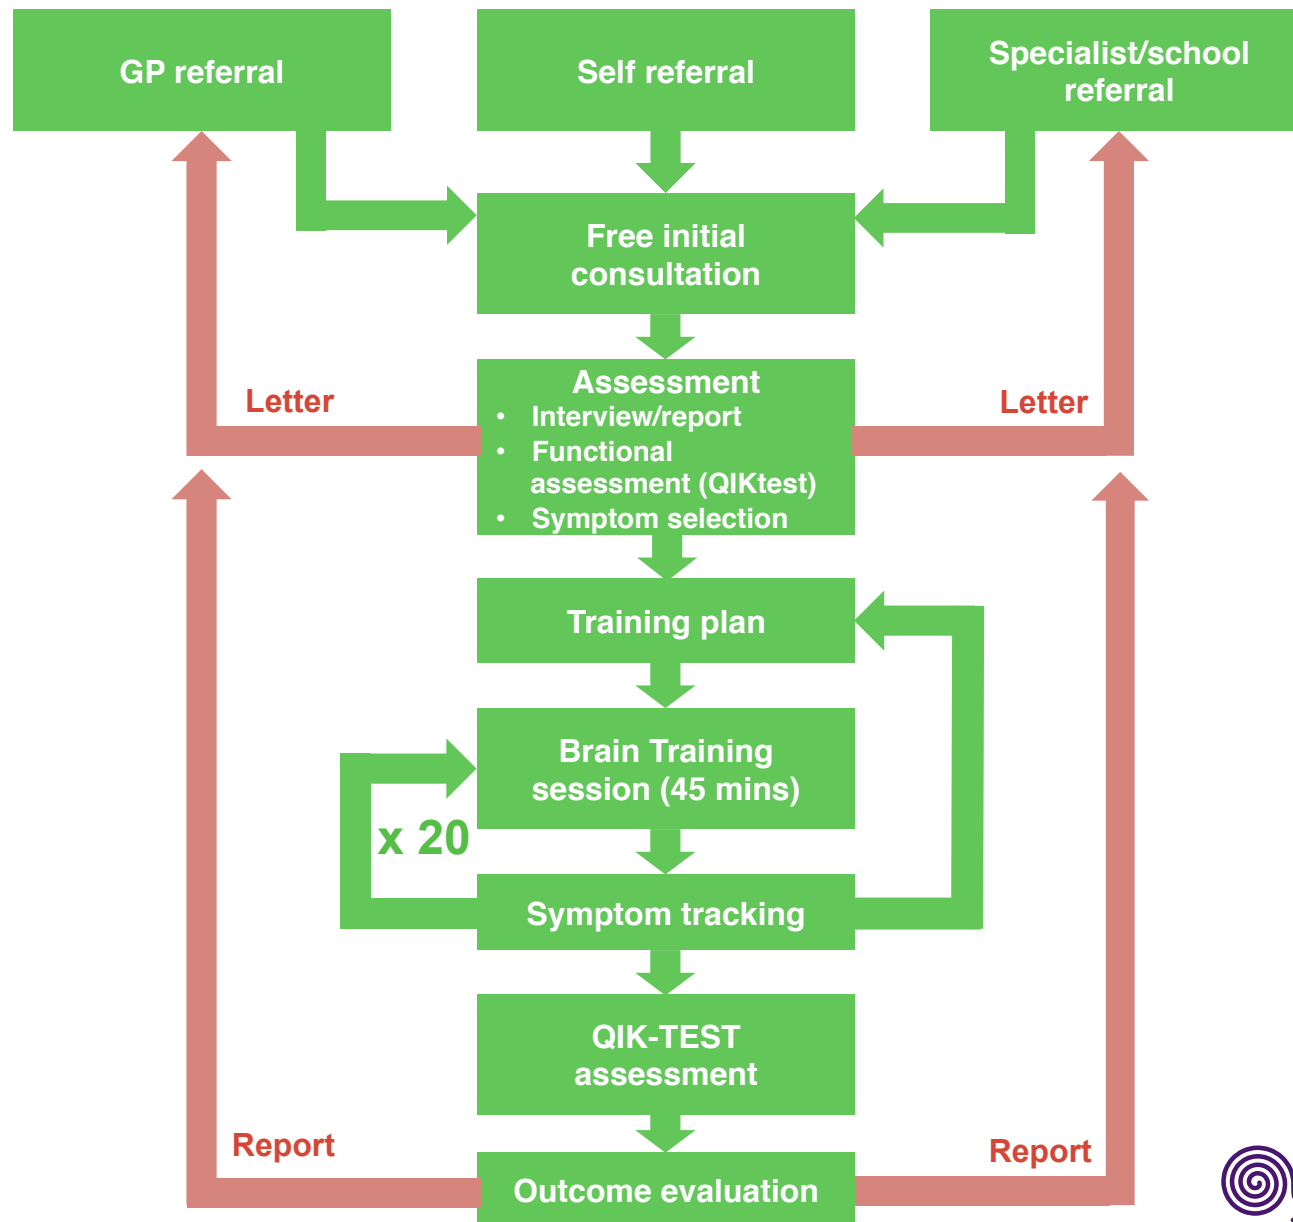 GP referral
Self referral
Specialist/school
referral
Free initial
consultation
Assessment
• Interview/report
• Functional
assessment (QIKtest)
• Symptom selection
Letter
Letter
Training plan
Brain Training
session (45 mins)
x 20
Symptom tracking
QIK-TEST
assessment
Report
Report
Outcome evaluation